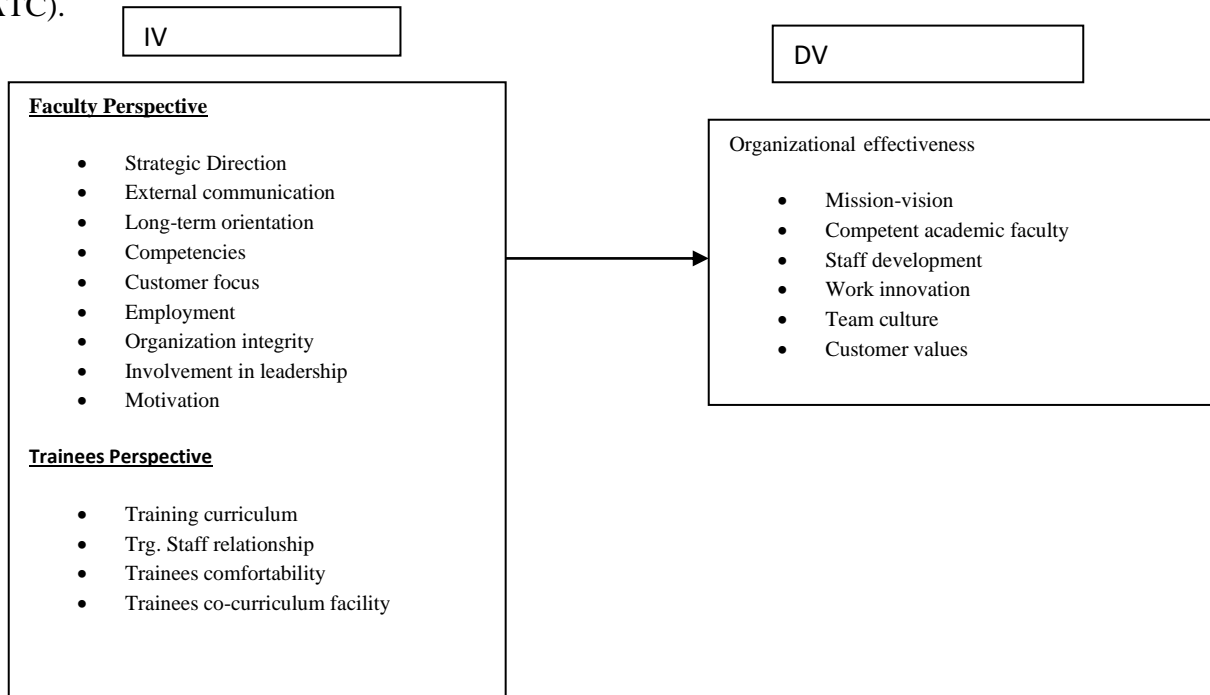 ATC).
IV
DV
Faculty Perspective
• Strategic Direction
• External communication
• Long-term orientation
• Competencies
• Customer focus
• Employment
• Organization integrity
• Involvement in leadership
• Motivation
Trainees Perspective
• Training curriculum
• Trg. Staff relationship
• Trainees comfortability
• Trainees co-curriculum facility
Organizational effectiveness
• Mission-vision
• Competent academic faculty
• Staff development
• Work innovation
• Team culture
• Customer values